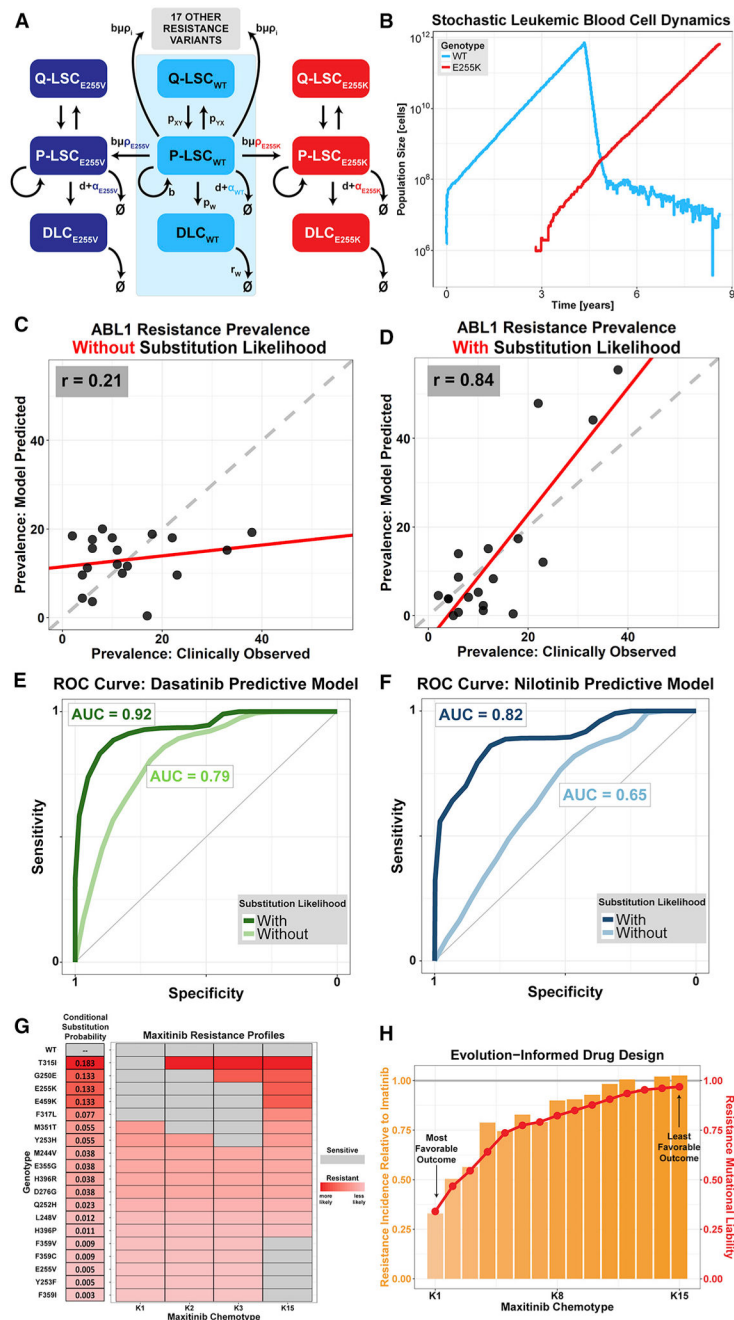 A
17 OTHER
RESISTANCE
VARIANTS
bμρi
bμρi
Q-LSCE255V
Q-LSCWT
Q-LSCE255K
pXY
pYX
bμρE255V
bμρE255K
P-LSCE255V
P-LSCWT
P-LSCE255K
b
d+αE255V
d+αWT
d+αE255K
Ø
Ø
Ø
pW
DLCE255V
DLCWT
DLCE255K
rW
Ø
Ø
Ø
B
Stochastic Leukemic Blood Cell Dynamics
Genotype
WT
E255K
Population Size [cells]
10^12
10^10
10^8
10^6
0
3
6
9
Time [years]
C
ABL1 Resistance Prevalence
Without Substitution Likelihood
r = 0.21
Prevalence: Model Predicted
40
20
0
0
20
40
Prevalence: Clinically Observed
D
ABL1 Resistance Prevalence
With Substitution Likelihood
r = 0.84
Prevalence: Model Predicted
40
20
0
0
20
40
Prevalence: Clinically Observed
E
ROC Curve: Dasatinib Predictive Model
AUC = 0.92
AUC = 0.79
Sensitivity
1
0
Substitution Likelihood
With
Without
1
0
Specificity
F
ROC Curve: Nilotinib Predictive Model
AUC = 0.82
AUC = 0.65
Sensitivity
1
0
Substitution Likelihood
With
Without
1
0
Specificity
G
Conditional
Substitution
Probability
Maxitinib Resistance Profiles
Genotype
WT --
T315I 0.183
G250E 0.133
E255K 0.133
E459K 0.133
F317L 0.077
M351T 0.055
Y253H 0.055
M244V 0.038
E355G 0.038
H396R 0.038
D276G 0.038
Q252H 0.023
L248V 0.012
H396P 0.011
F359V 0.009
F359C 0.009
E255V 0.005
Y253F 0.005
F359I 0.003
K1 K2 K3 K15
Maxitinib Chemotype
Sensitive
Resistant
more
likely
less
likely
H
Evolution-Informed Drug Design
Resistance Incidence Relative to Imatinib
1.00
0.75
0.50
0.25
0.00
Most
Favorable
Outcome
Least
Favorable
Outcome
1.00
0.75
0.50
0.25
0.00
Resistance Mutational
Liability
K1
K8
K15
Maxitinib Chemotype